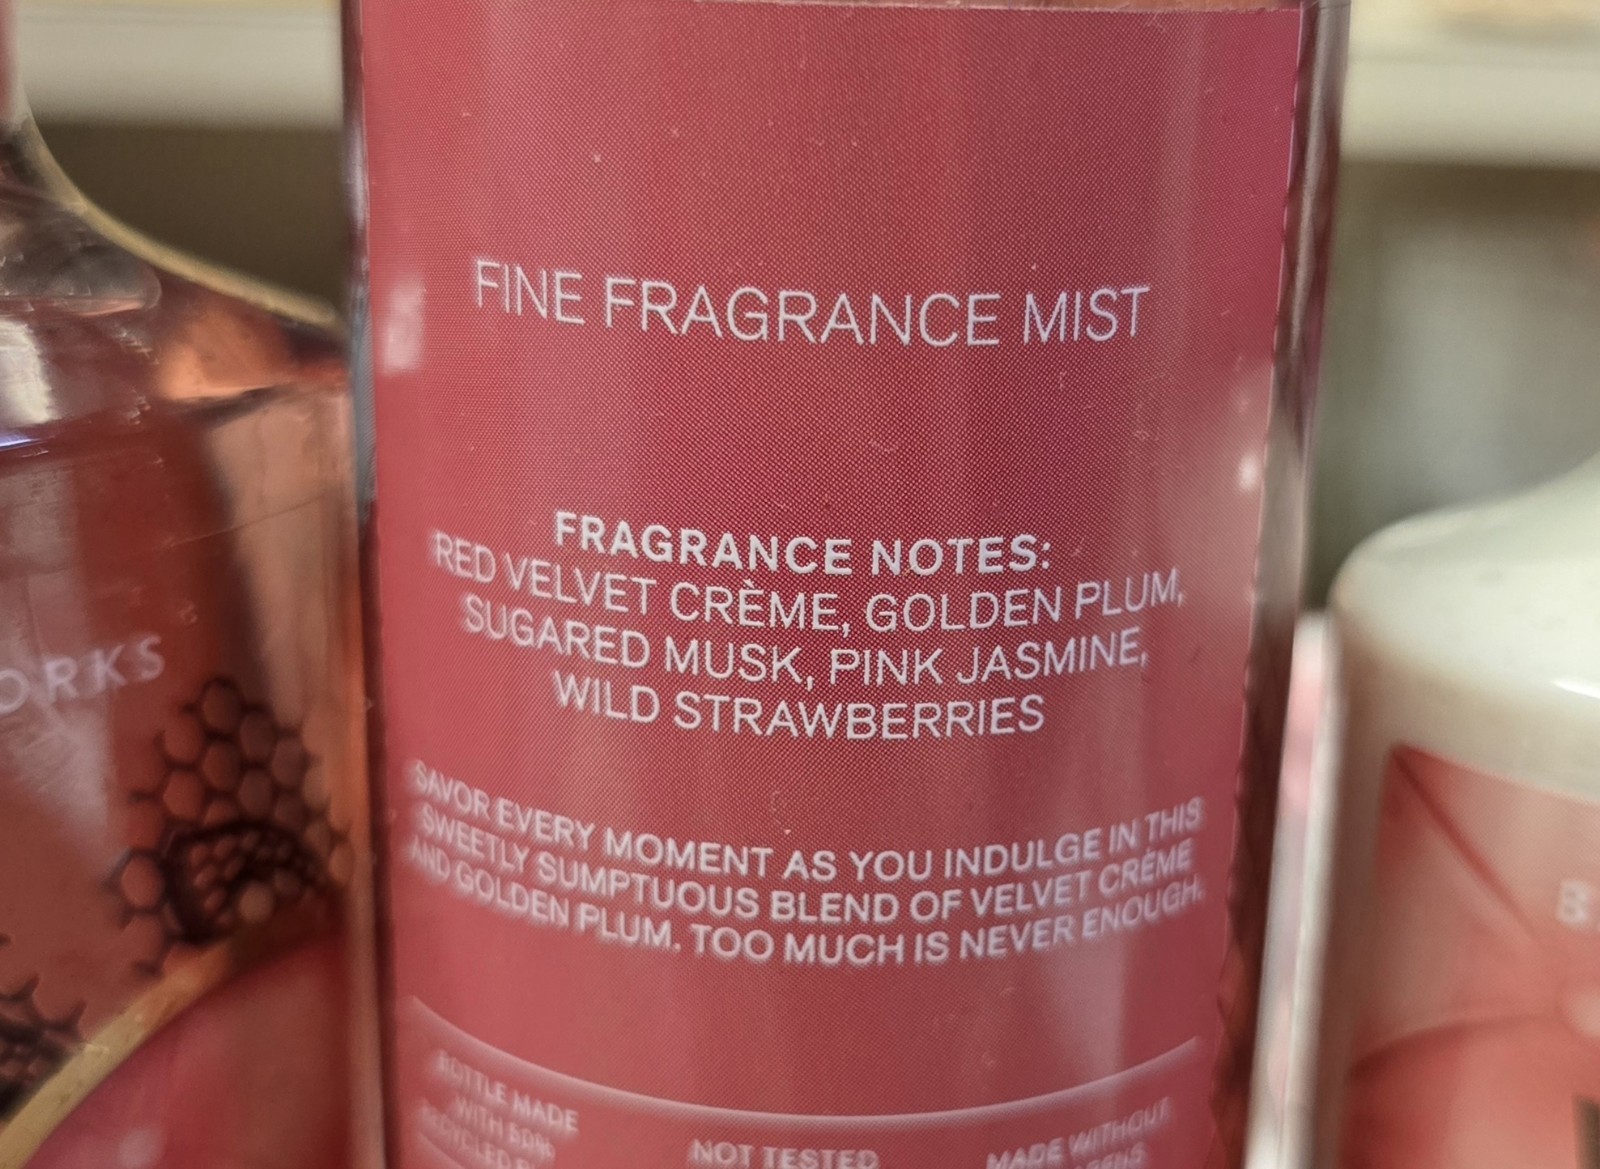 FINE FRAGRANCE MIST
FRAGRANCE NOTES:
RED VELVET CRÈME, GOLDEN PLUM,
SUGARED MUSK, PINK JASMINE,
WILD STRAWBERRIES
SAVOR EVERY MOMENT AS YOU INDULGE IN THIS
SWEETLY SUMPTUOUS BLEND OF VELVET CRÈME
AND GOLDEN PLUM. TOO MUCH IS NEVER ENOUGH.
BOTTLE MADE
WITH 50%
NOT TESTED
MADE WITHOUT
ORKS